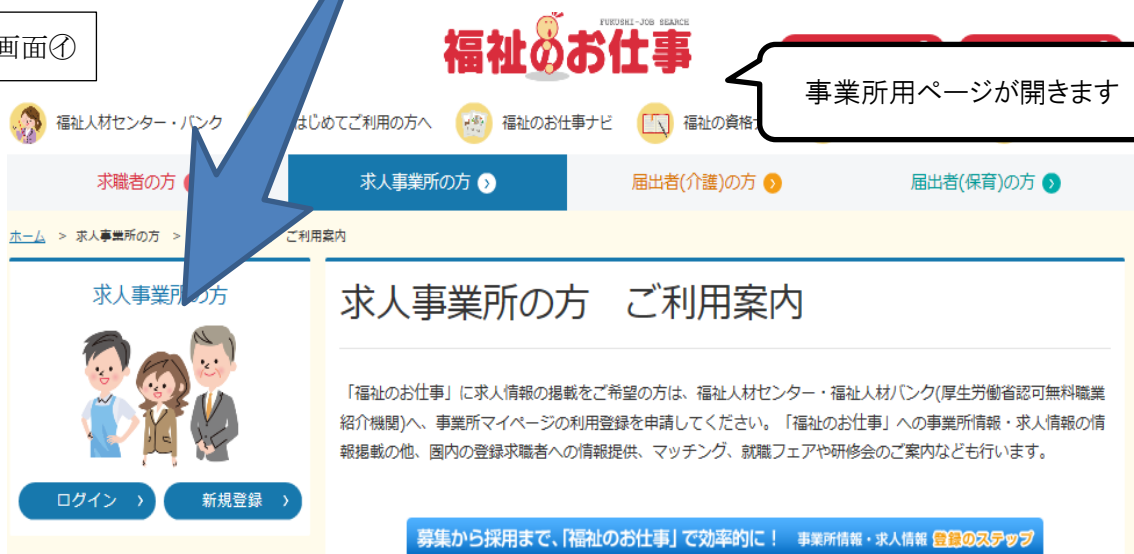 画面㋑
FUKUSHI-JOB SEARCH
福祉のお仕事
事業所用ページが開きます
福祉人材センター・バンク
はじめてご利用の方へ
福祉のお仕事ナビ
福祉の資格
求職者の方
求人事業所の方
届出者(介護)の方
届出者(保育)の方
ホーム > 求人事業所の方 >
ご利用案内
求人事業所の方
ログイン
新規登録
求人事業所の方 ご利用案内
「福祉のお仕事」に求人情報の掲載をご希望の方は、福祉人材センター・福祉人材バンク(厚生労働省認可無料職業
紹介機関)へ、事業所マイページの利用登録を申請してください。「福祉のお仕事」への事業所情報・求人情報の情
報掲載の他、圏内の登録求職者への情報提供、マッチング、就職フェアや研修会のご案内なども行います。
募集から採用まで、「福祉のお仕事」で効率的に! 事業所情報・求人情報 登録のステップ